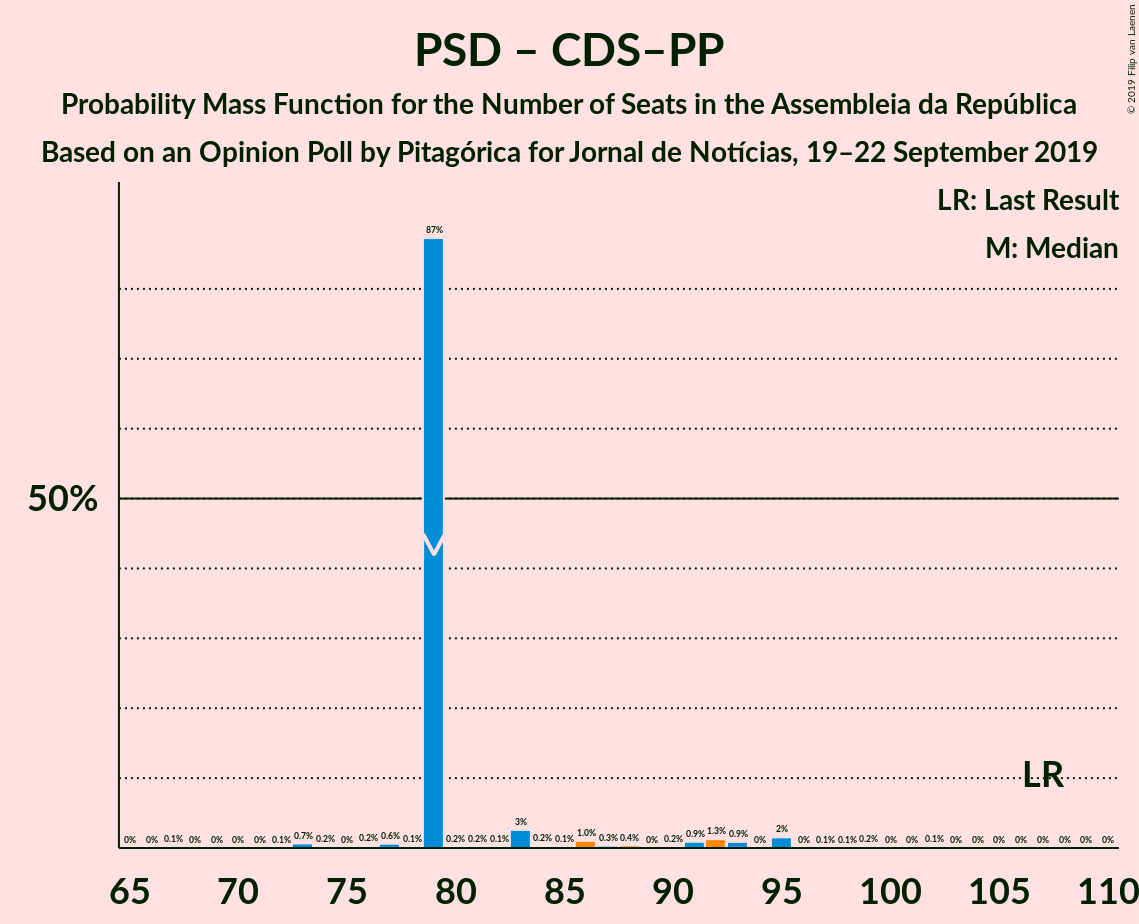 PSD – CDS–PP
Probability Mass Function for the Number of Seats in the Assembleia da República
Based on an Opinion Poll by Pitagórica for Jornal de Notícias, 19–22 September 2019
© 2019 Filip van Laenen
LR: Last Result
M: Median
50%
0% 0% 0.1% 0% 0% 0% 0% 0.1% 0.7% 0.2% 0% 0.2% 0.6% 0.1% 87% 0.2% 0.2% 0.1% 3% 0.2% 0.1% 1.0% 0.3% 0.4% 0% 0.2% 0.9% 1.3% 0.9% 0% 2% 0% 0.1% 0.1% 0.2% 0% 0% 0.1% 0% 0% 0% 0% 0% 0% 0% 0%
LR
65 70 75 80 85 90 95 100 105 110